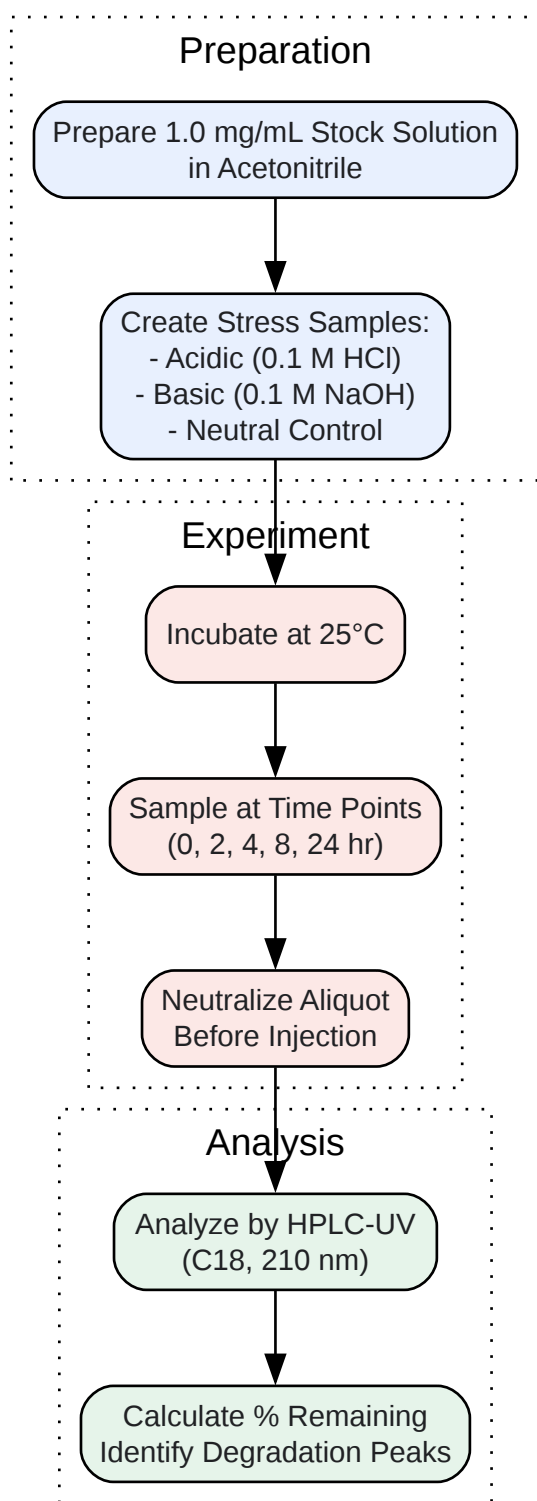 Preparation
Prepare 1.0 mg/mL Stock Solution
in Acetonitrile
Create Stress Samples:
- Acidic (0.1 M HCl)
- Basic (0.1 M NaOH)
- Neutral Control
Experiment
Incubate at 25°C
Sample at Time Points
(0, 2, 4, 8, 24 hr)
Neutralize Aliquot
Before Injection
Analysis
Analyze by HPLC-UV
(C18, 210 nm)
Calculate % Remaining
Identify Degradation Peaks